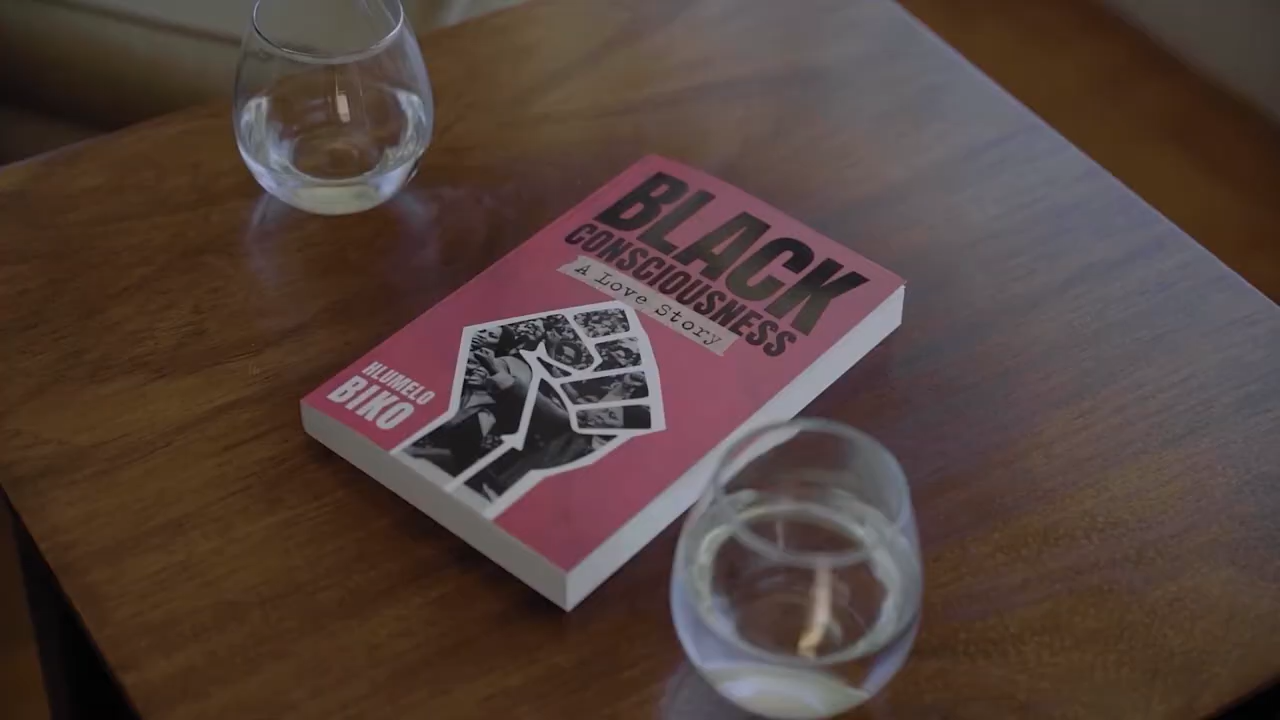 BLACK
CONSCIOUSNESS
A Love Story
HLUMELO
BIKO